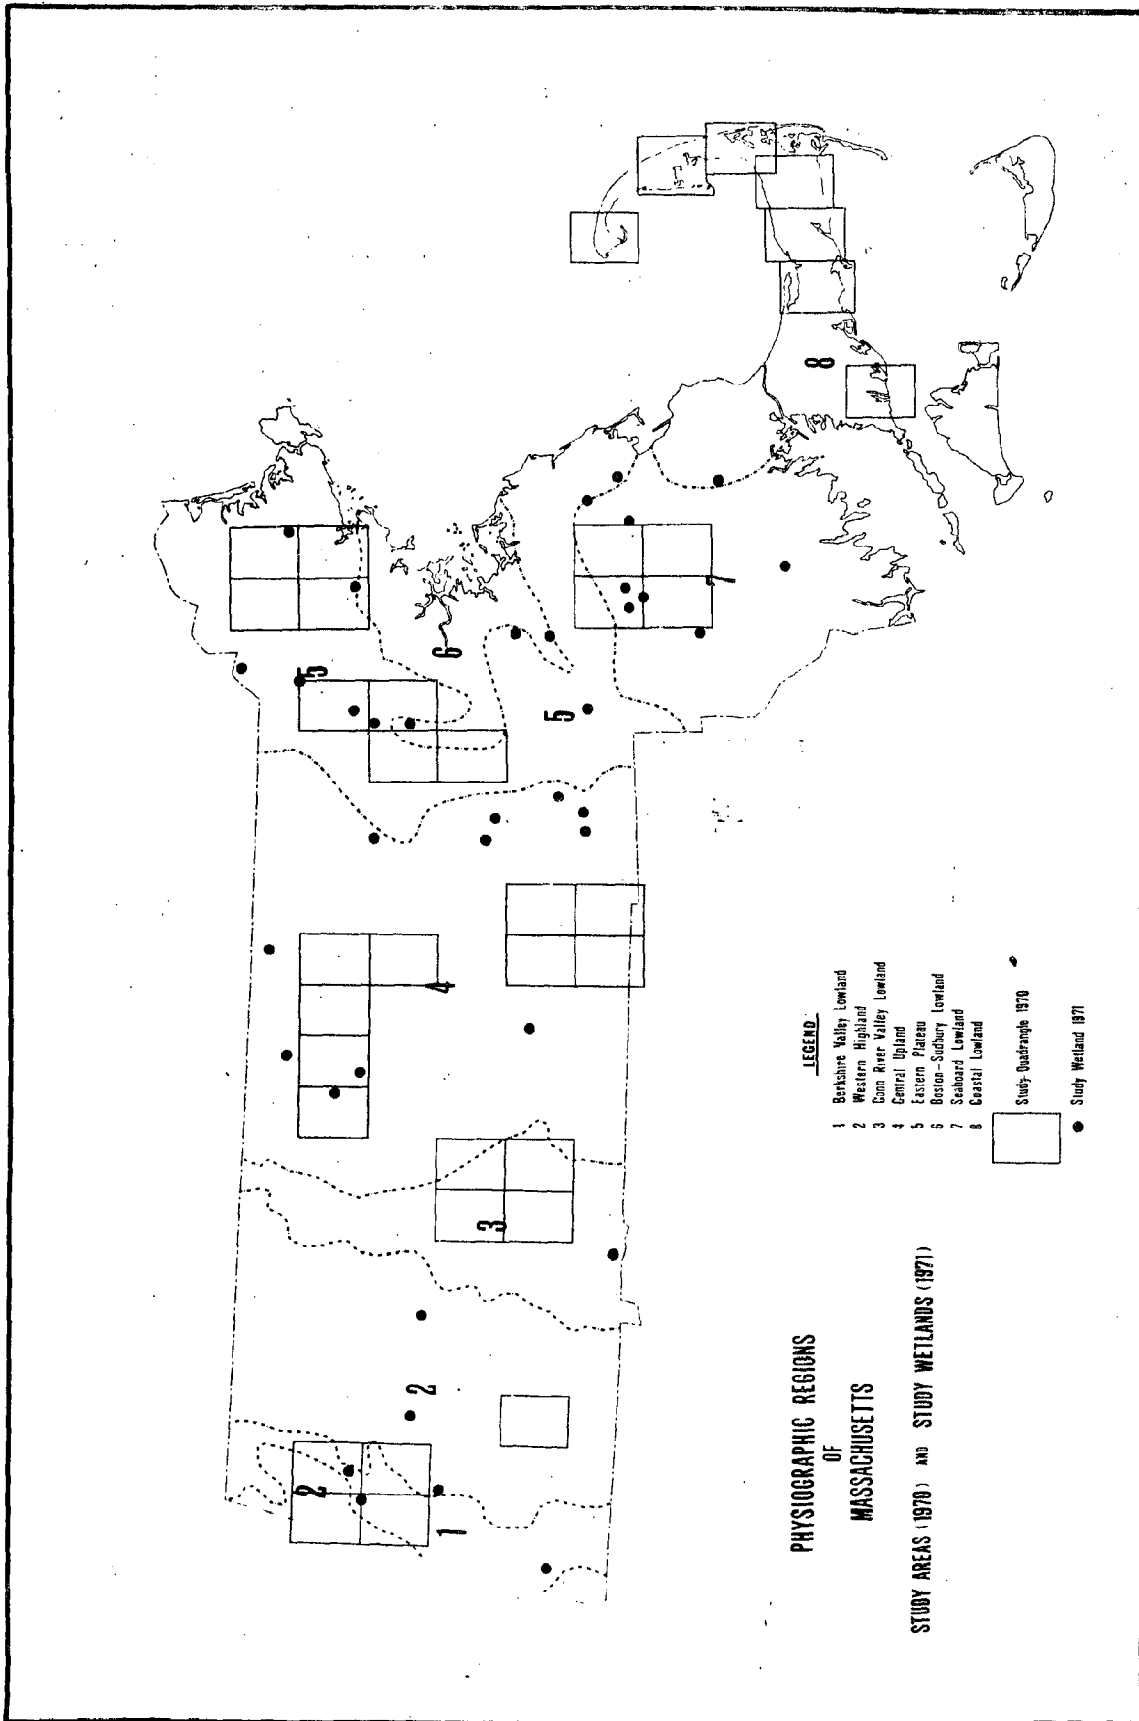 PHYSIOGRAPHIC REGIONS
OF
MASSACHUSETTS
STUDY AREAS (1970) AND STUDY WETLANDS (1971)
LEGEND
1 Berkshire Valley Lowland
2 Western Highland
3 Conn River Valley Lowland
4 Central Upland
5 Eastern Plateau
6 Boston-Sudbury Lowland
7 Seaboard Lowland
8 Coastal Lowland
Study Quadrangle 1970
Study Wetland 1971
1
2
2
3
4
5
5
6
7
8